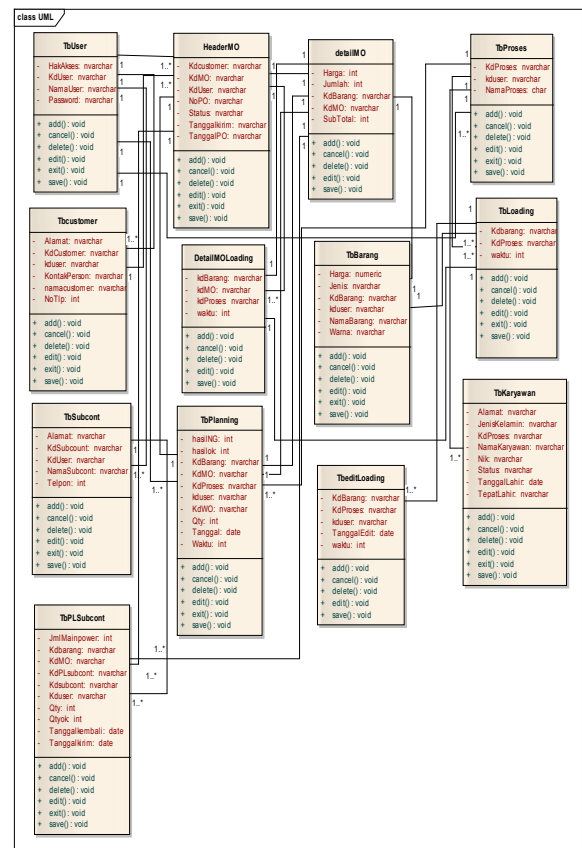 class UML
TbUser
- HakAkses: nvarchar
- KdUser: nvarchar
- NamaUser: nvarchar
- Password: nvarchar
+ add() : void
+ cancel() : void
+ delete() : void
+ edit() : void
+ exit() : void
+ save() : void
HeaderMO
- Kdcustomer: nvarchar
- KdMO: nvarchar
- KdUser: nvarchar
- NoPO: nvarchar
- Status: nvarchar
- Tanggalkirim: nvarchar
- TanggalPO: nvarchar
+ add() : void
+ cancel() : void
+ delete() : void
+ edit() : void
+ exit() : void
+ save() : void
detailMO
- Harga: int
- Jumlah: int
- KdBarang: nvarchar
- KdMO: nvarchar
- SubTotal: int
+ add() : void
+ cancel() : void
+ delete() : void
+ edit() : void
+ exit() : void
+ save() : void
TbProses
- KdProses: nvarchar
- kduser: nvarchar
- NamaProses: char
+ add() : void
+ cancel() : void
+ delete() : void
+ edit() : void
+ exit() : void
+ save() : void
Tbcustomer
- Alamat: nvarchar
- KdCustomer: nvarchar
- kduser: nvarchar
- KontakPerson: nvarchar
- namacustomer: nvarchar
- NoTlp: int
+ add() : void
+ cancel() : void
+ delete() : void
+ edit() : void
+ exit() : void
+ save() : void
DetailMOLoading
- kdBarang: nvarchar
- kdMO: nvarchar
- kdProses nvarchar
- waktu: int
+ add() : void
+ cancel() : void
+ delete() : void
+ edit() : void
+ save() : void
TbBarang
- Harga: numeric
- Jenis: nvarchar
- KdBarang: nvarchar
- kduser: nvarchar
- NamaBarang: nvarchar
- Warna: nvarchar
+ add() : void
+ cancel() : void
+ delete() : void
+ edit() : void
+ exit() : void
+ save() : void
TbLoading
- Kdbarang: nvarchar
- KdProses: nvarchar
- waktu: int
+ add() : void
+ cancel() : void
+ delete() : void
+ edit() : void
+ exit() : void
+ save() : void
TbSubcont
- Alamat: nvarchar
- KdSubcount: nvarchar
- KdUser: nvarchar
- NamaSubcont: nvarchar
- Telpon: int
+ add() : void
+ cancel() : void
+ delete() : void
+ edit() : void
+ exit() : void
+ save() : void
TbPlanning
- hasilNG: int
- hasilok: int
- KdBarang: nvarchar
- KdMO: nvarchar
- KdProses: nvarchar
- kduser: nvarchar
- KdWO: nvarchar
- Qty: int
- Tanggal: date
- Waktu: int
+ add() : void
+ cancel() : void
+ delete() : void
+ edit() : void
+ exit() : void
+ save() : void
TbeditLoading
- KdBarang: nvarchar
- KdProses: nvarchar
- kduser: nvarchar
- TanggalEdit: date
- waktu: int
+ add() : void
+ cancel() : void
+ delete() : void
+ edit() : void
+ exit() : void
+ save() : void
TbKaryawan
- Alamat: nvarchar
- JenisKelamin: nvarchar
- KdProses: nvarchar
- NamaKaryawan: nvarchar
- Nik: nvarchar
- Status: nvarchar
- TanggalLahir: date
- TepatLahir: nvarchar
+ add() : void
+ cancel() : void
+ delete() : void
+ edit() : void
+ exit() : void
+ save() : void
TbPLSubcont
- JmlMainpower: int
- Kdbarang: nvarchar
- KdMO: nvarchar
- KdPLsubcont: nvarchar
- Kdsubcont: nvarchar
- Kduser: nvarchar
- Qty: int
- Qtyok: int
- Tanggalkembali: date
- Tanggalkirim: date
+ add() : void
+ cancel() : void
+ delete() : void
+ edit() : void
+ exit() : void
+ save() : void